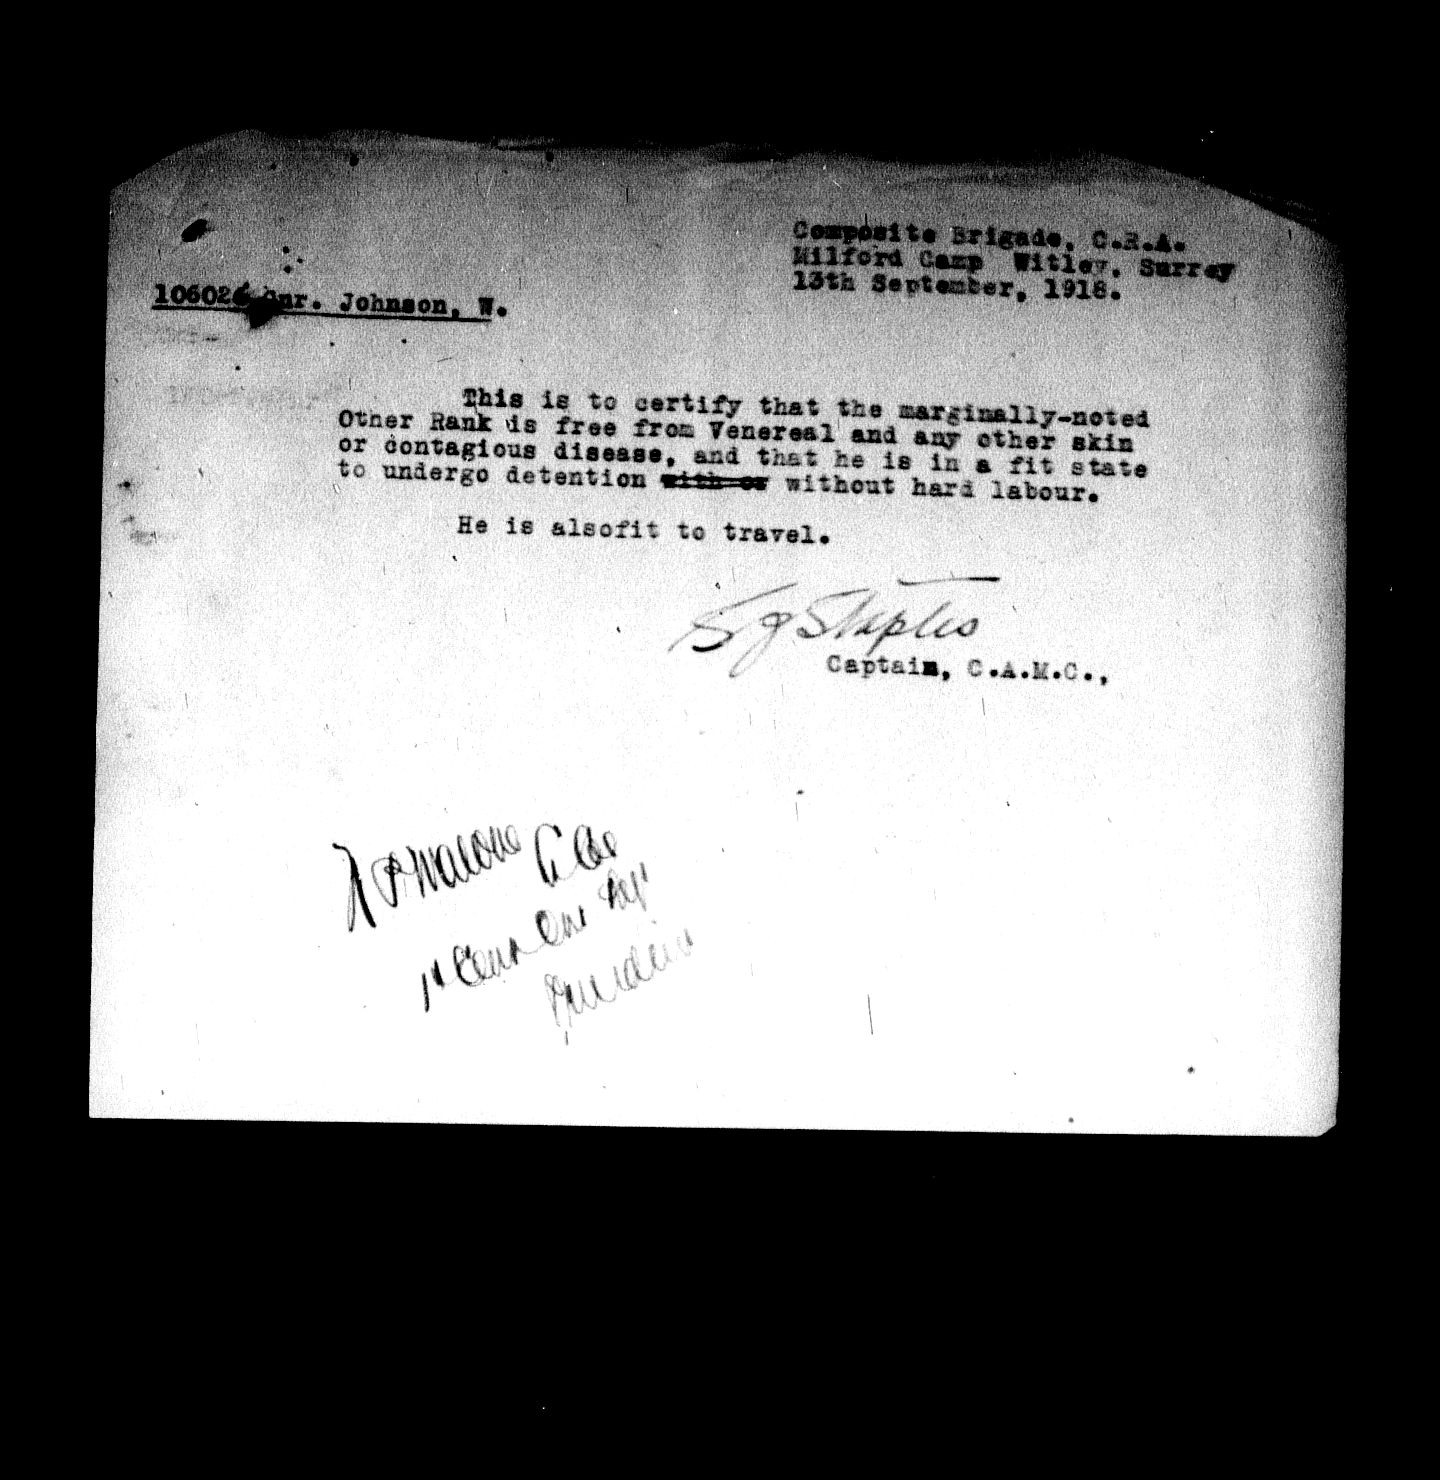 Composite Brigade, C.R.A.
Milford Camp Witley, Surrey
13th September, 1918.
106026 Gnr. Johnson, W.
This is to certify that the marginally-noted
Other Rank is free from Venereal and any other skin
or contagious disease, and that he is in a fit state
to undergo detention with or without hard labour.
He is alsofit to travel.
S J Staples
Captain, C.A.M.C.,